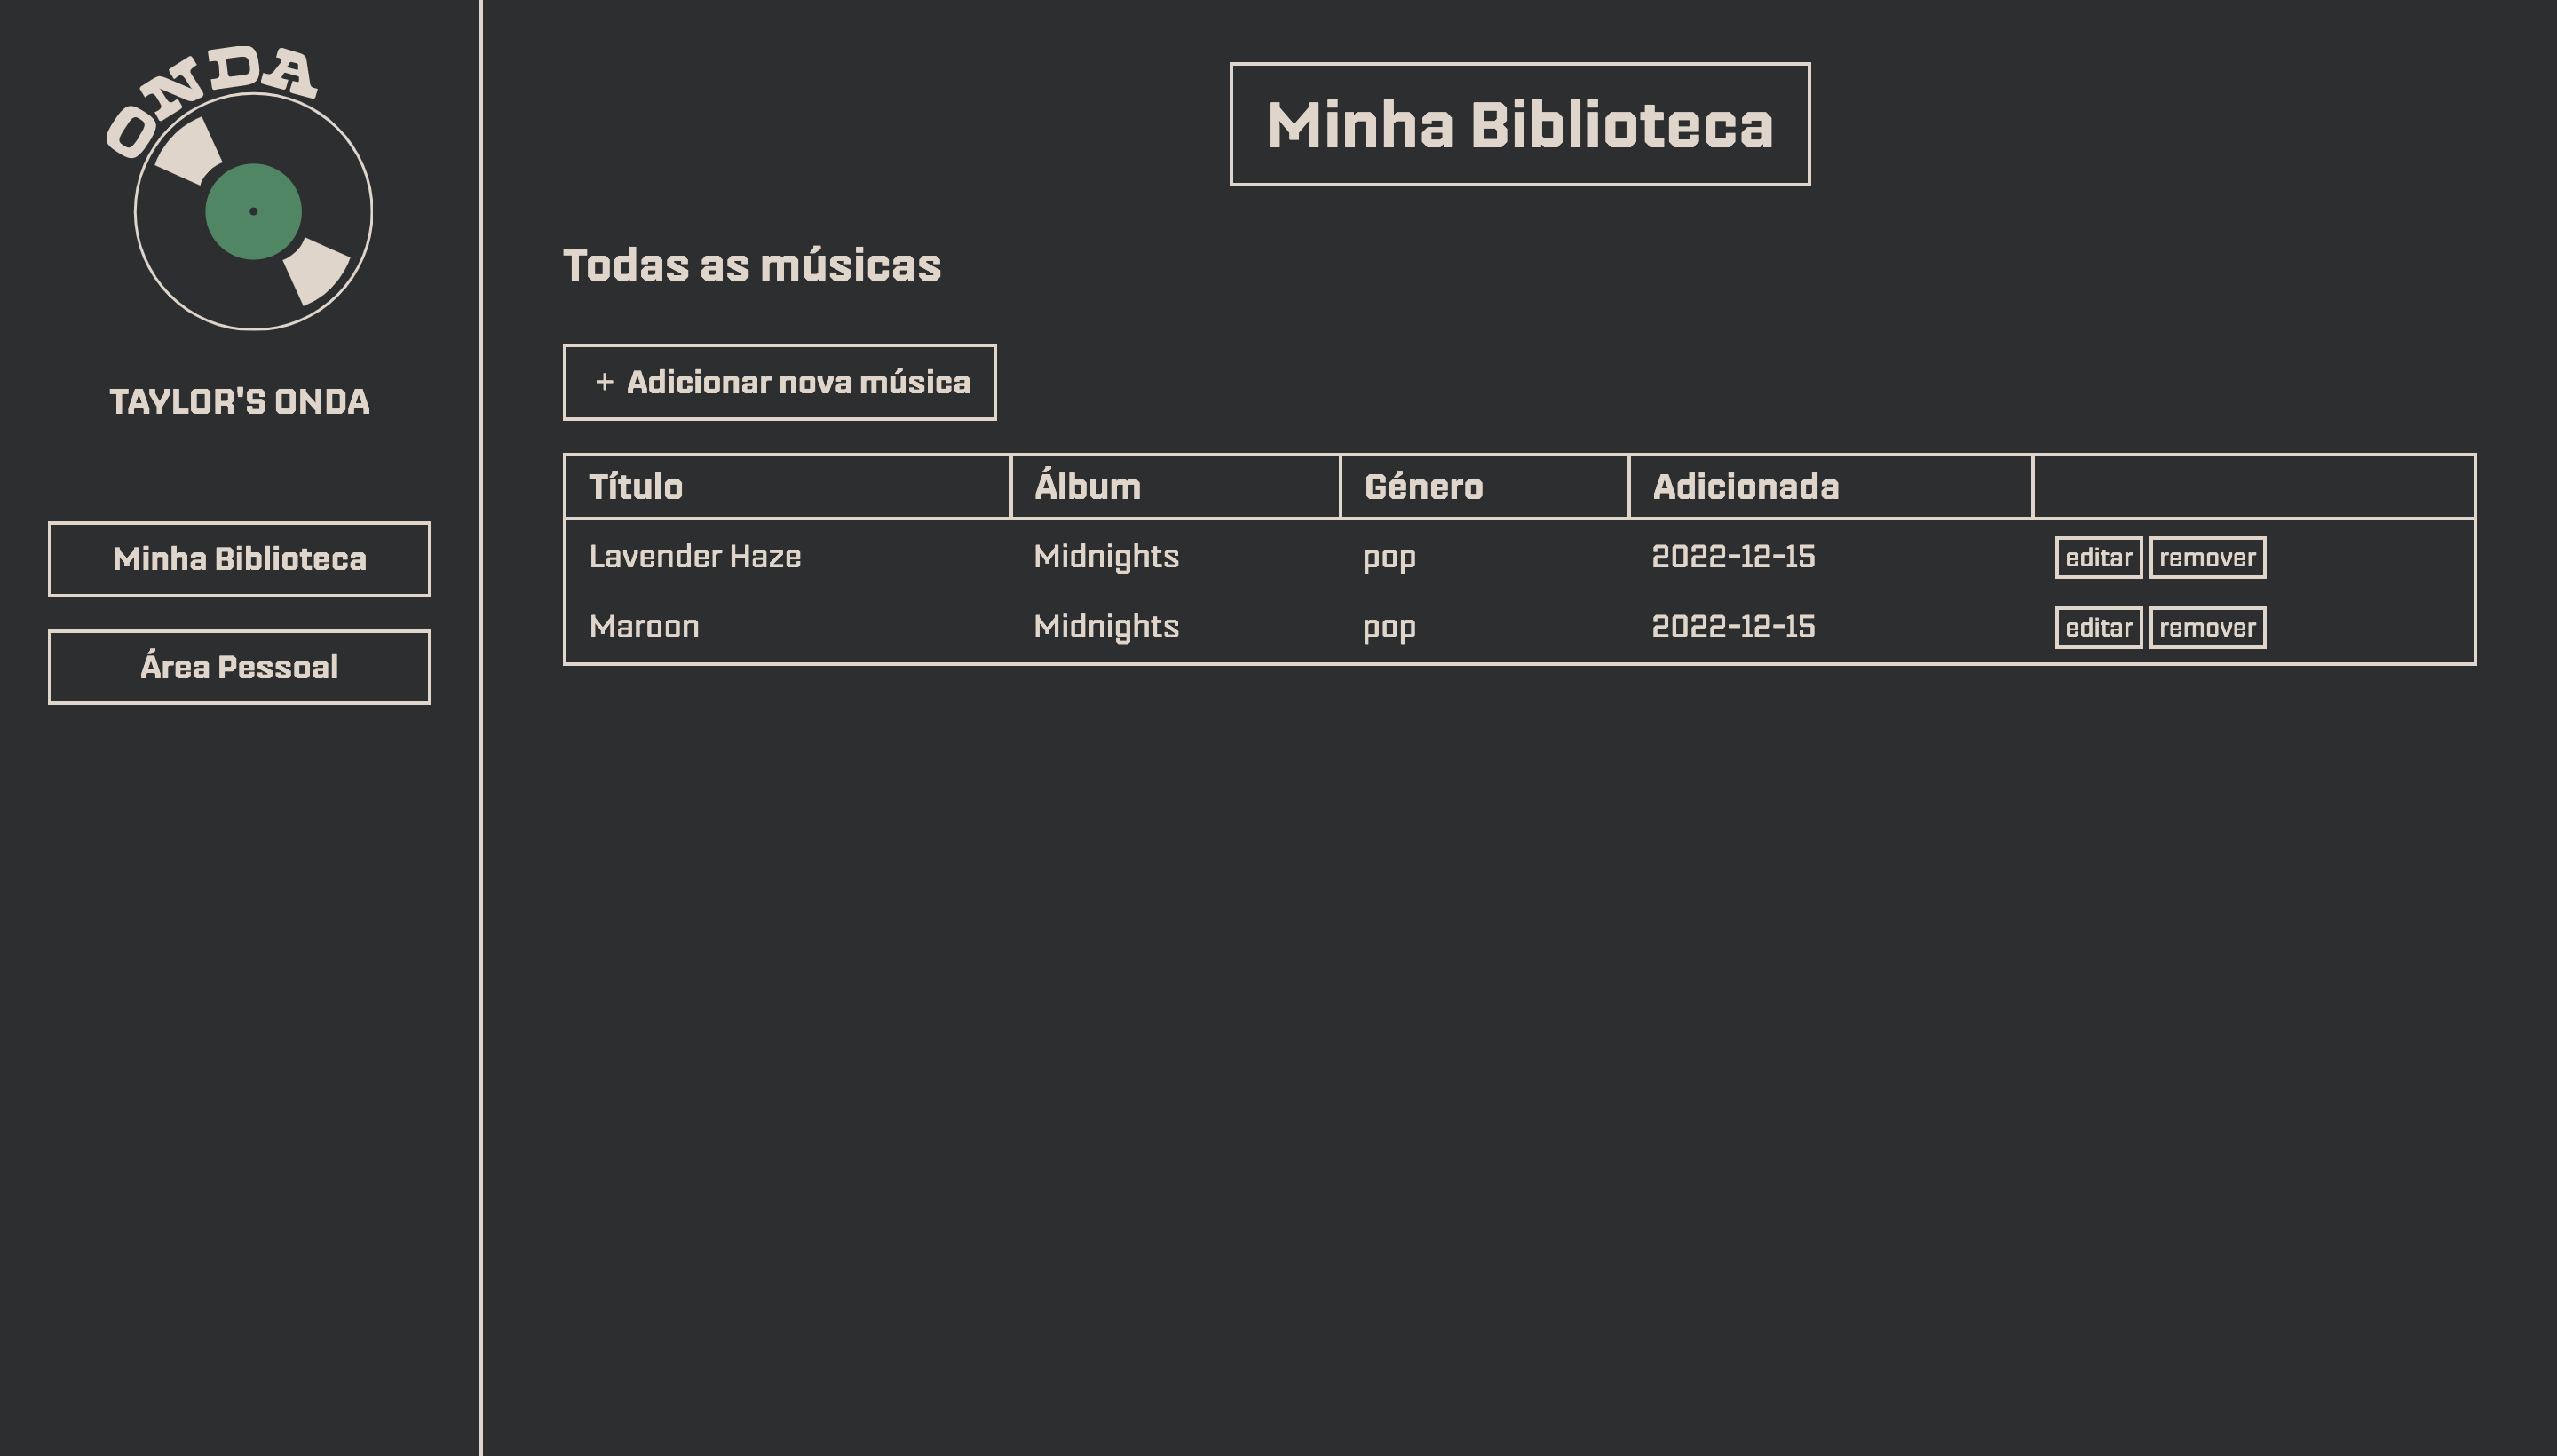 ONDA
TAYLOR'S ONDA
Minha Biblioteca
Área Pessoal
Minha Biblioteca
Todas as músicas
+ Adicionar nova música
Título Álbum Género Adicionada
Lavender Haze Midnights pop 2022-12-15 editar remover
Maroon Midnights pop 2022-12-15 editar remover